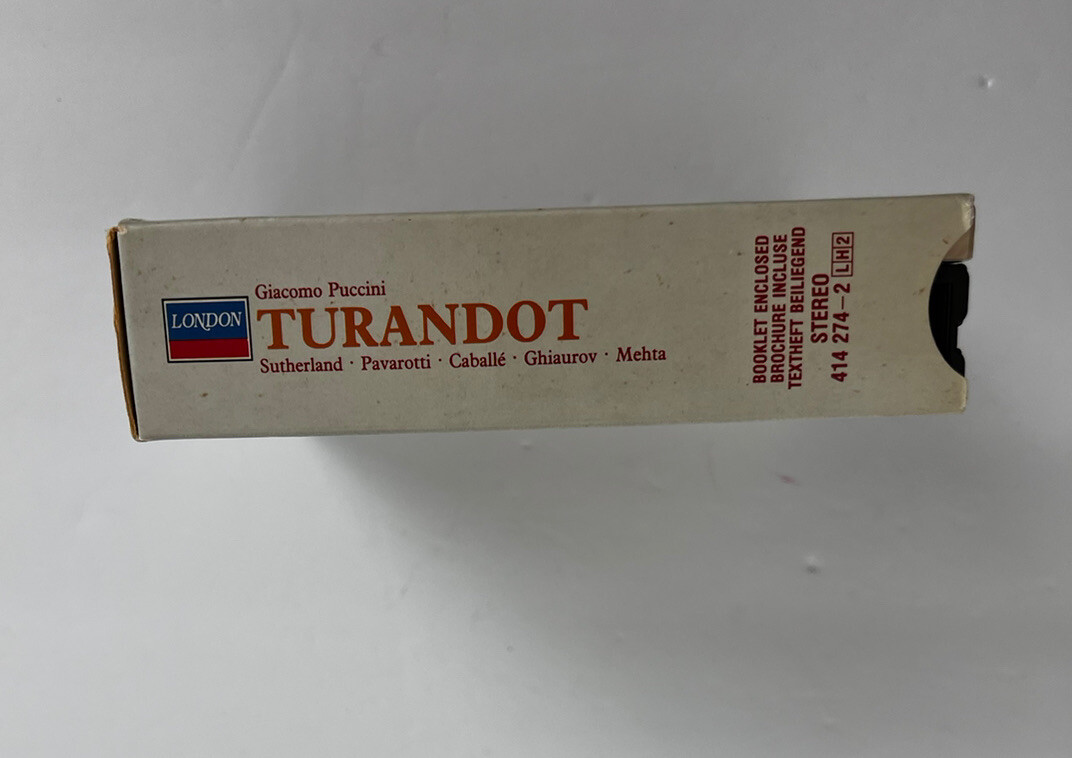 LONDON
Giacomo Puccini
TURANDOT
Sutherland · Pavarotti · Caballé · Ghiaurov · Mehta
BOOKLET ENCLOSED
BROCHURE INCLUSE
TEXTHEFT BEILIEGEND
STEREO
414 274-2 LH2